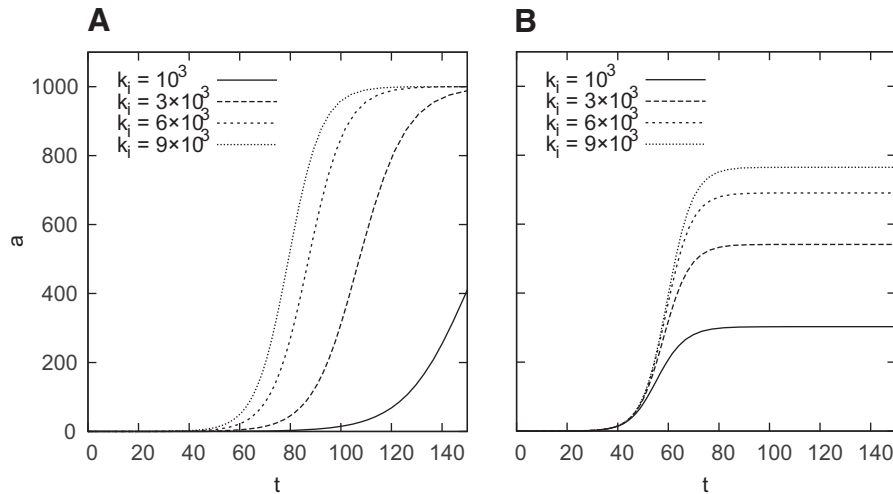 A
B
k_i = 10^3
k_i = 3×10^3
k_i = 6×10^3
k_i = 9×10^3
k_i = 10^3
k_i = 3×10^3
k_i = 6×10^3
k_i = 9×10^3
1000
800
600
400
200
0
a
0 20 40 60 80 100 120 140
0 20 40 60 80 100 120 140
t
t